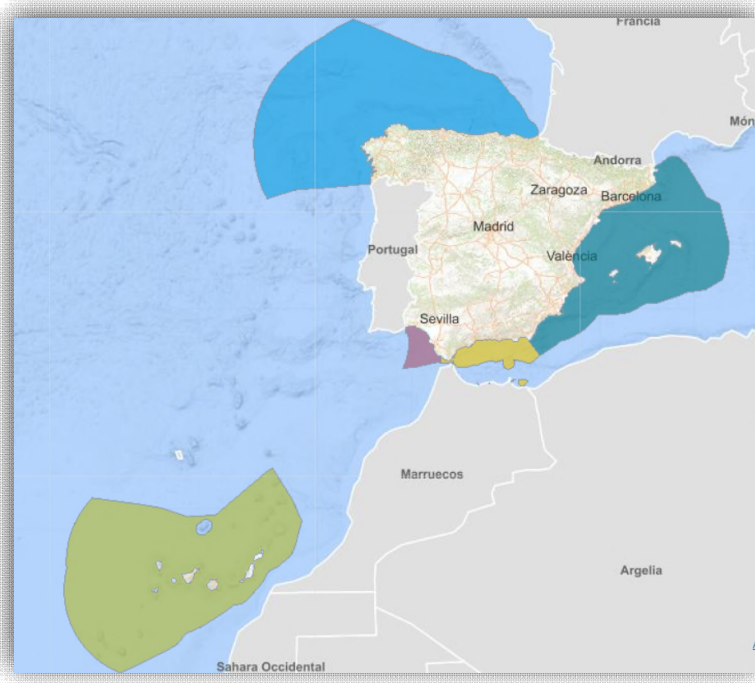 Francia
Món
Andorra
Zaragoza
Barcelona
Madrid
Portugal
València
Sevilla
Marruecos
Argelia
Sahara Occidental